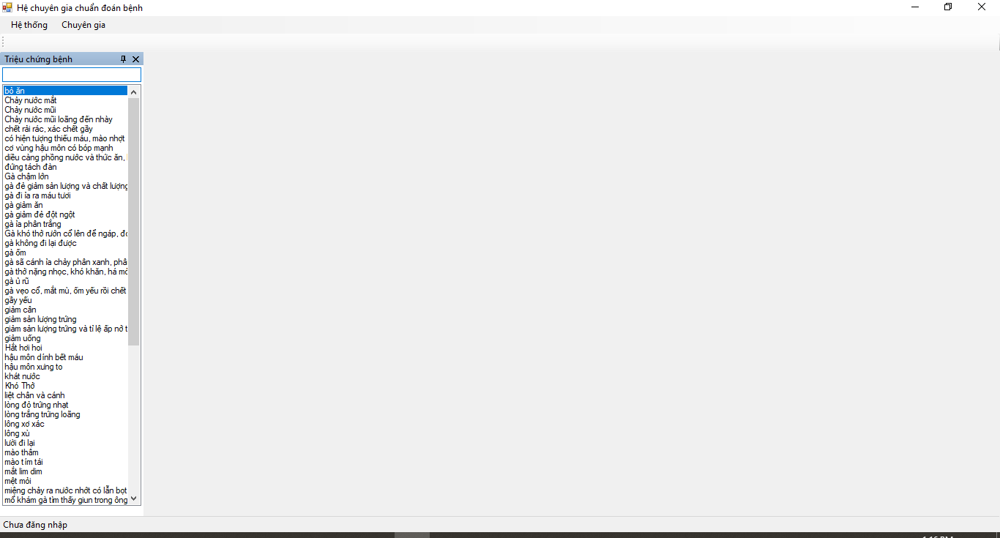 Hệ chuyên gia chuẩn đoán bệnh
Hệ thống Chuyên gia
Triệu chứng bệnh
bỏ ăn
Chảy nước mắt
Chảy nước mũi
Chảy nước mũi loãng đến nhày
chết rải rác, xác chết gầy
có hiện tượng thiếu máu, mào nhợt
cơ vùng hậu môn có bóp mạnh
diều căng phồng nước và thức ăn,
đứng tách đàn
Gà chậm lớn
gà đẻ giảm sản lượng và chất lượng
gà đi ỉa ra máu tươi
gà giảm ăn
gà giảm đẻ đột ngột
gà ỉa phân trắng
Gà khó thở rướn cổ lên để ngáp, đc
gà không đi lại được
gà ốm
gà sã cánh ỉa chảy phân xanh, phâ
gà thở nặng nhọc, khó khăn, há mỏ
gà ủ rũ
gà vẹo cổ, mắt mù, ốm yếu rồi chết
gầy yếu
giảm cân
giảm sản lượng trứng
giảm sản lượng trứng và tỉ lệ ấp nở t
giảm uống
Hắt hơi hoi
hậu môn dính bết máu
hậu môn xưng to
khát nước
Khó Thở
liệt chân và cánh
lòng đỏ trứng nhạt
lòng trắng trứng loãng
lông xơ xác
lông xù
lười đi lại
mào thâm
mào tím tái
mắt lim dim
mệt mỏi
miệng chảy ra nước nhớt có lẫn bọt
mổ khám gà tìm thấy giun trong ống
Chưa đăng nhập